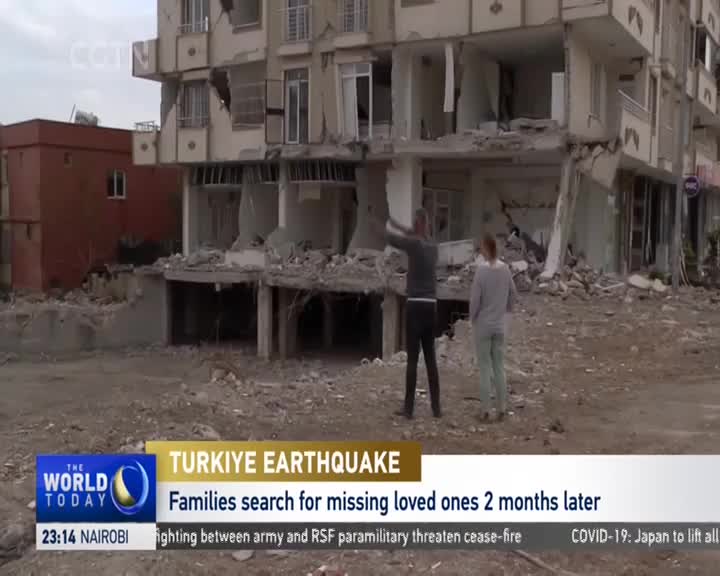 CGTN
TURKIYE EARTHQUAKE
THE WORLD TODAY
Families search for missing loved ones 2 months later
23:14 NAIROBI
ighting between army and RSF paramilitary threaten cease-fire COVID-19: Japan to lift all